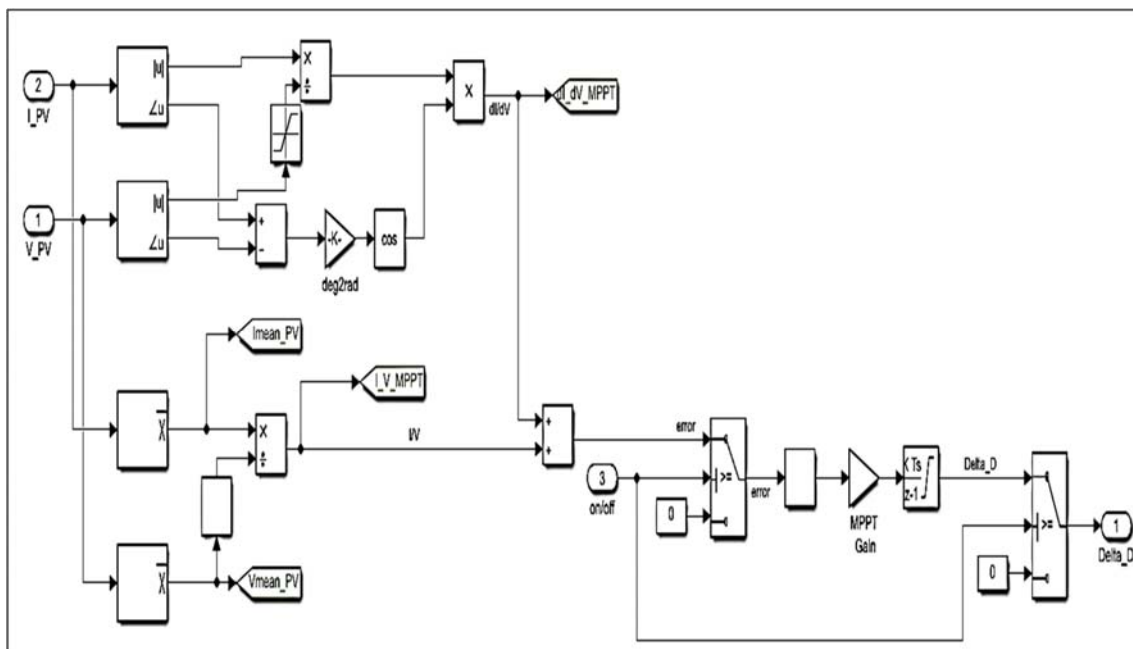 |u|
∠u
2
I_PV
×
÷
×
dI/dV
dI_dV_MPPT
|u|
∠u
1
V_PV
+
−
-K-
deg2rad
cos
Imean_PV
I_V_MPPT
X
×
÷
I/V
+
+
error
3
on/off
>=
0
error
MPPT
Gain
K Ts
z-1
Delta_D
>=
0
1
Delta_D
X
Vmean_PV